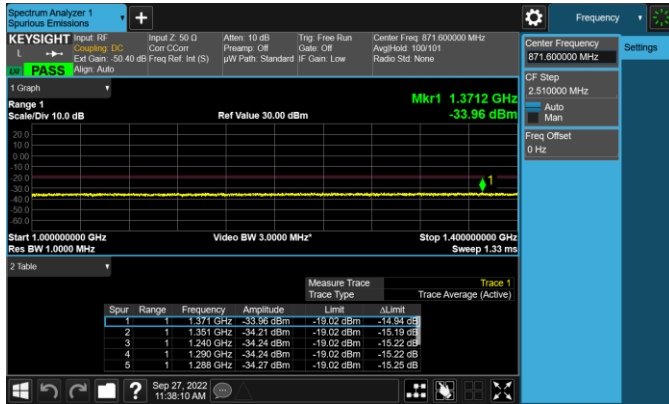 Spectrum Analyzer 1
Spurious Emissions
Frequency
KEYSIGHT Input: RF Input Z: 50 Ω Atten: 10 dB Trig: Free Run Center Freq: 871.600000 MHz
L Coupling: DC Corr CCorr Preamp: Off Gate: Off Avg|Hold: 100/101
Ext Gain: -50.40 dB Freq Ref: Int (S) µW Path: Standard IF Gain: Low Radio Std: None
PASS Align: Auto
Center Frequency
871.600000 MHz
Settings
CF Step
2.510000 MHz
Auto
Man
Freq Offset
0 Hz
1 Graph
Range 1
Mkr1 1.3712 GHz
Scale/Div 10.0 dB Ref Value 30.00 dBm -33.96 dBm
20.0
10.0
0.00
-10.0
-20.0
-30.0
-40.0
-50.0
-60.0
1
Start 1.000000000 GHz Video BW 3.0000 MHz* Stop 1.400000000 GHz
Res BW 1.0000 MHz Sweep 1.33 ms
2 Table
Measure Trace Trace 1
Trace Type Trace Average (Active)
Spur Range Frequency Amplitude Limit ΔLimit
1 1 1.371 GHz -33.96 dBm -19.02 dBm -14.94 dB
2 1 1.351 GHz -34.21 dBm -19.02 dBm -15.19 dB
3 1 1.240 GHz -34.24 dBm -19.02 dBm -15.22 dB
4 1 1.290 GHz -34.24 dBm -19.02 dBm -15.22 dB
5 1 1.288 GHz -34.27 dBm -19.02 dBm -15.25 dB
Sep 27, 2022
11:38:10 AM